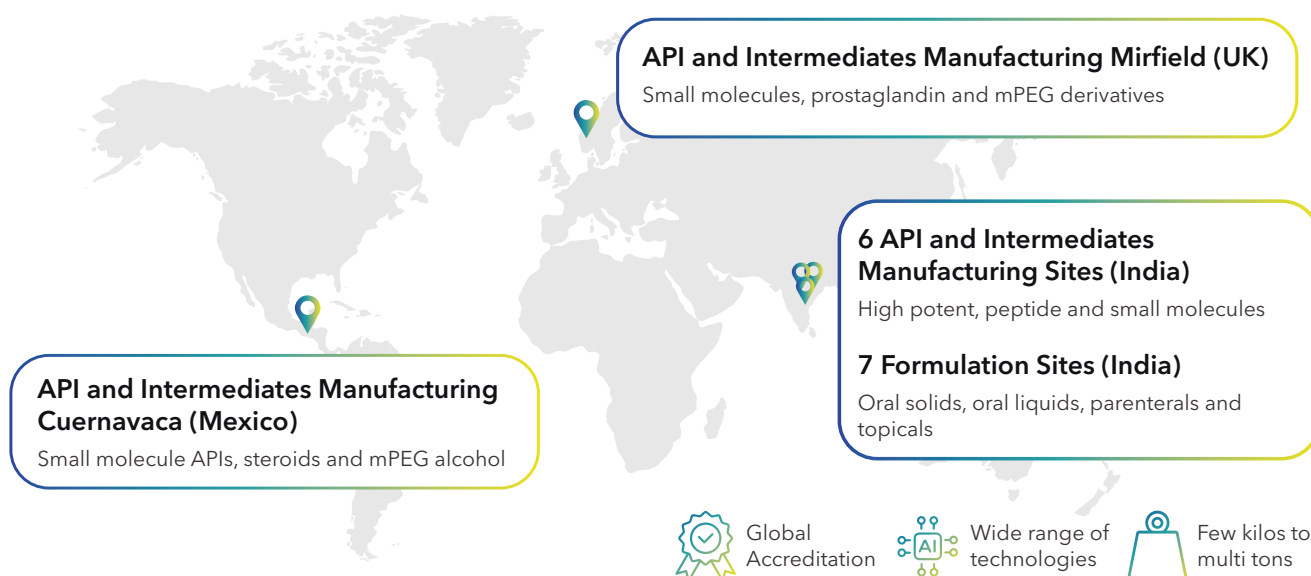 API and Intermediates Manufacturing Mirfield (UK)
Small molecules, prostaglandin and mPEG derivatives
6 API and Intermediates
Manufacturing Sites (India)
High potent, peptide and small molecules
7 Formulation Sites (India)
Oral solids, oral liquids, parenterals and
topicals
API and Intermediates Manufacturing
Cuernavaca (Mexico)
Small molecule APIs, steroids and mPEG alcohol
Global
Accreditation
AI
Wide range of
technologies
Few kilos to
multi tons